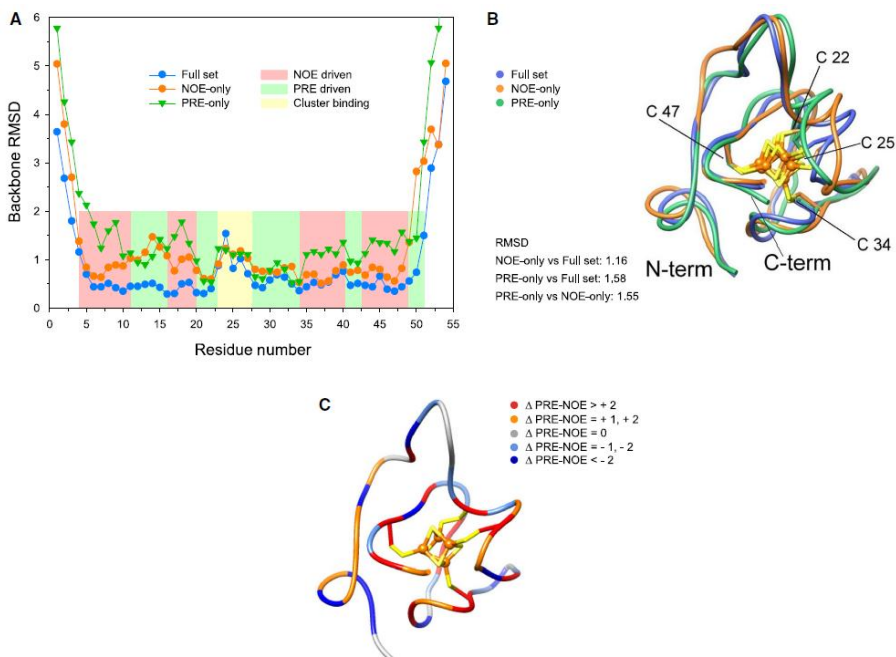 A
6
5
4
3
2
1
0
Backbone RMSD
Full set
NOE-only
PRE-only
NOE driven
PRE driven
Cluster binding
0 5 10 15 20 25 30 35 40 45 50 55
Residue number
B
Full set
NOE-only
PRE-only
C 22
C 47
C 25
C 34
N-term
C-term
RMSD
NOE-only vs Full set: 1.16
PRE-only vs Full set: 1,58
PRE-only vs NOE-only: 1.55
C
Δ PRE-NOE > + 2
Δ PRE-NOE = + 1, + 2
Δ PRE-NOE = 0
Δ PRE-NOE = - 1, - 2
Δ PRE-NOE < - 2